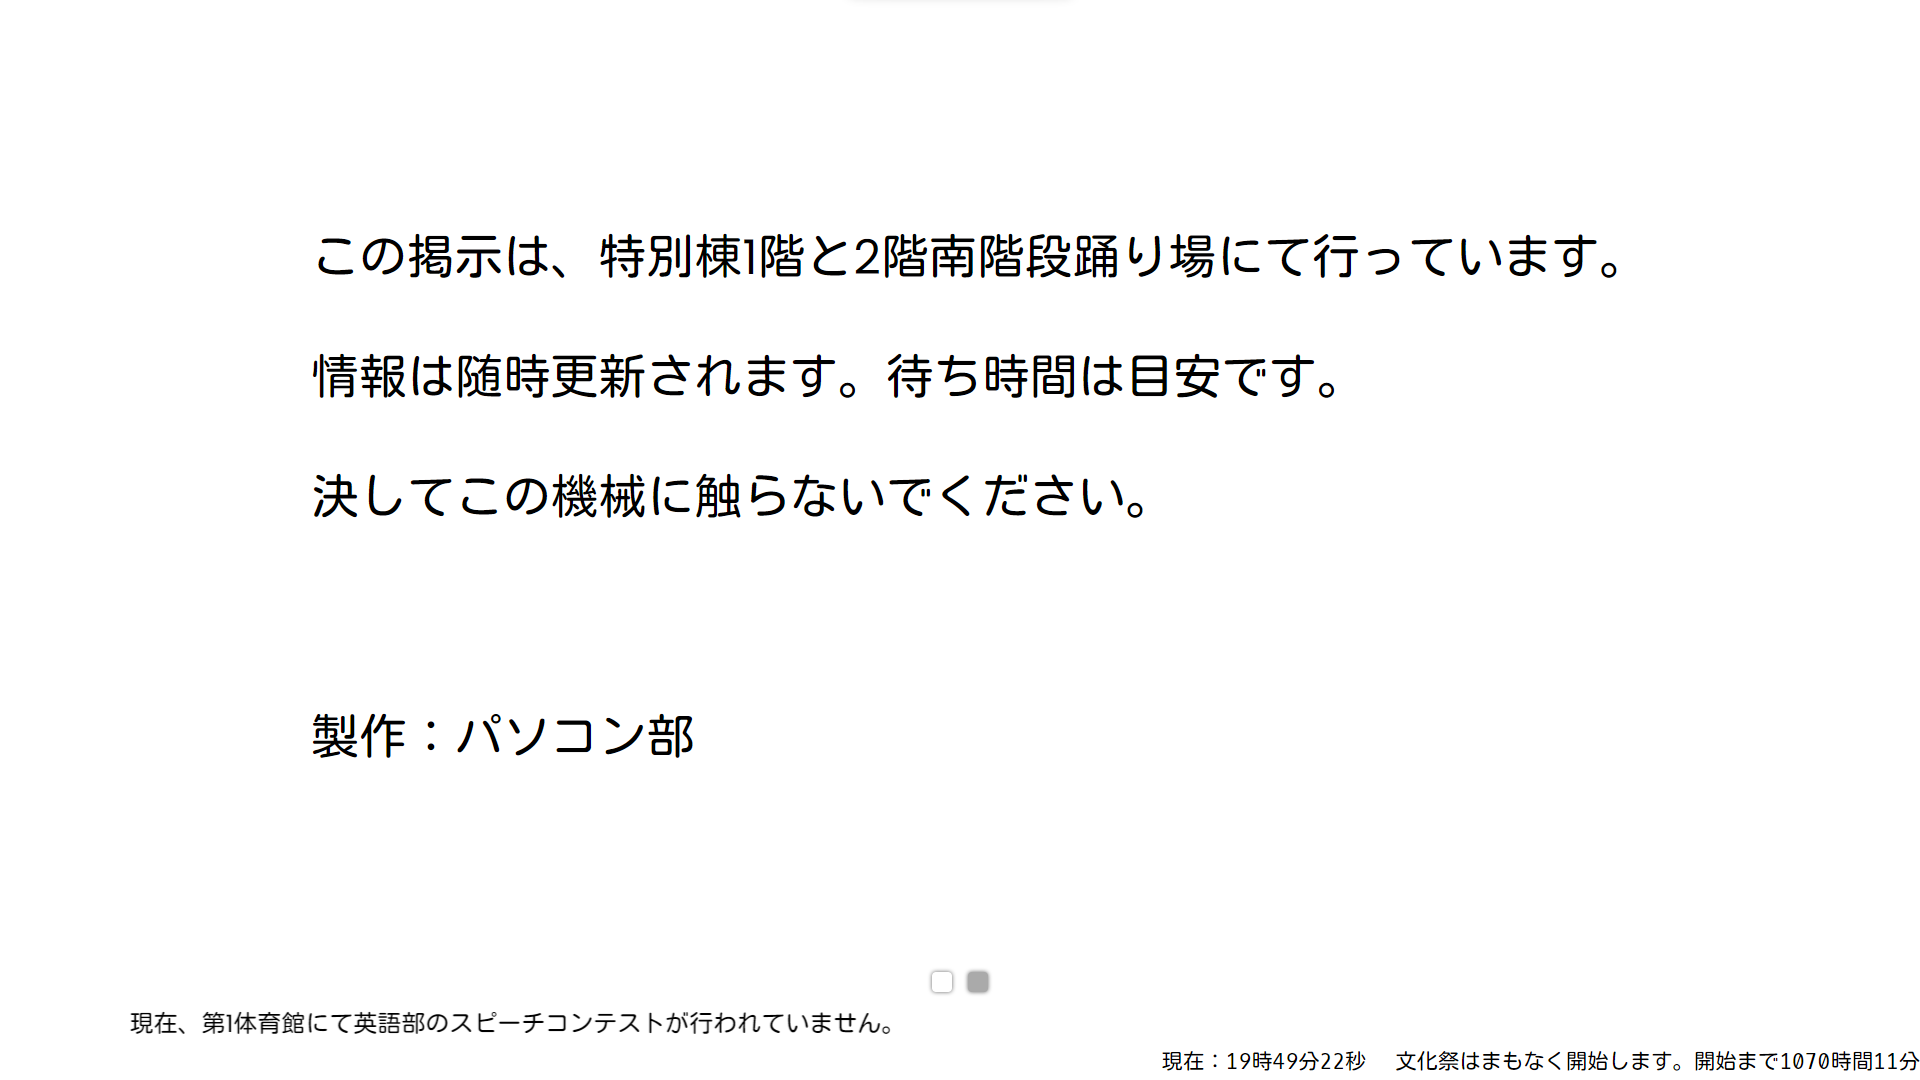 この掲示は、特別棟1階と2階南階段踊り場にて行っています。
情報は随時更新されます。待ち時間は目安です。
決してこの機械に触らないでください。
製作：パソコン部
現在、第1体育館にて英語部のスピーチコンテストが行われていません。
現在：19時49分22秒　文化祭はまもなく開始します。開始まで1070時間11分